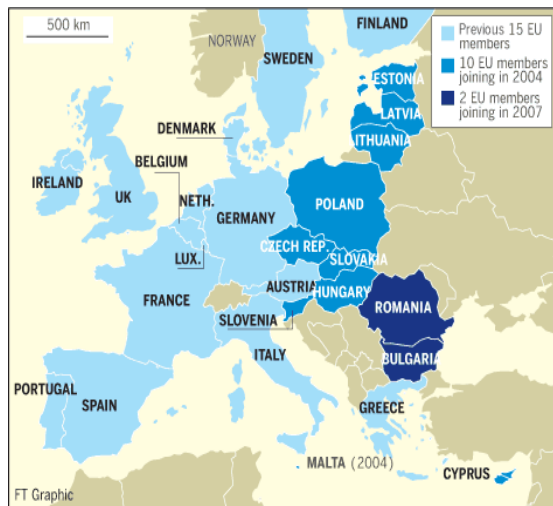 500 km
NORWAY
FINLAND
SWEDEN
Previous 15 EU
members
10 EU members
joining in 2004
2 EU members
joining in 2007
ESTONIA
LATVIA
ITHUANIA
DENMARK
BELGIUM
IRELAND
UK
NETH.
GERMANY
POLAND
LUX.
CZECH REP.
SLOVAKIA
FRANCE
AUSTRIA
HUNGARY
SLOVENIA
ROMANIA
ITALY
BULGARIA
PORTUGAL
SPAIN
GREECE
MALTA (2004)
CYPRUS
FT Graphic